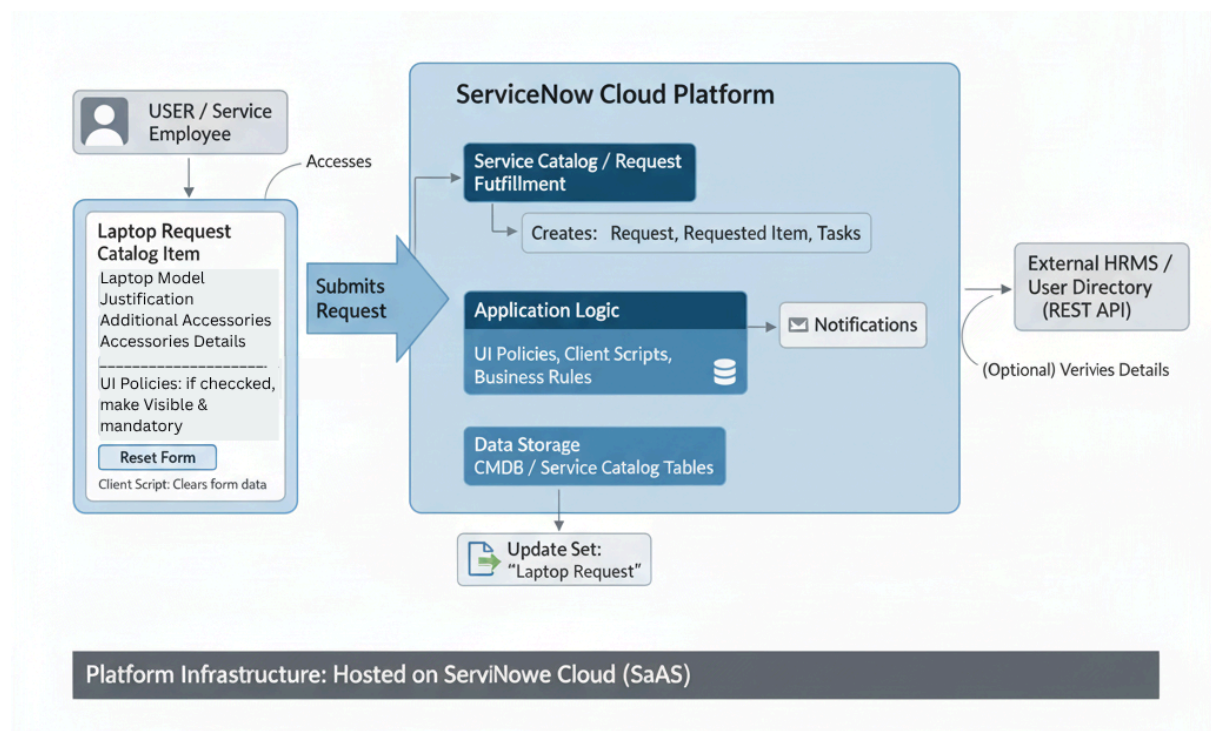 ServiceNow Cloud Platform
USER / Service
Employee
Accesses
Laptop Request
Catalog Item
Laptop Model
Justification
Additional Accessories
Accessories Details
UI Policies: if checcked,
make Visible &
mandatory
Reset Form
Client Script: Clears form data
Submits
Request
Service Catalog / Request
Futfillment
Creates: Request, Requested Item, Tasks
Application Logic
UI Policies, Client Scripts,
Business Rules
Notifications
Data Storage
CMDB / Service Catalog Tables
Update Set:
“Laptop Request”
External HRMS /
User Directory
(REST API)
(Optional) Verivies Details
Platform Infrastructure: Hosted on ServiNowe Cloud (SaAS)